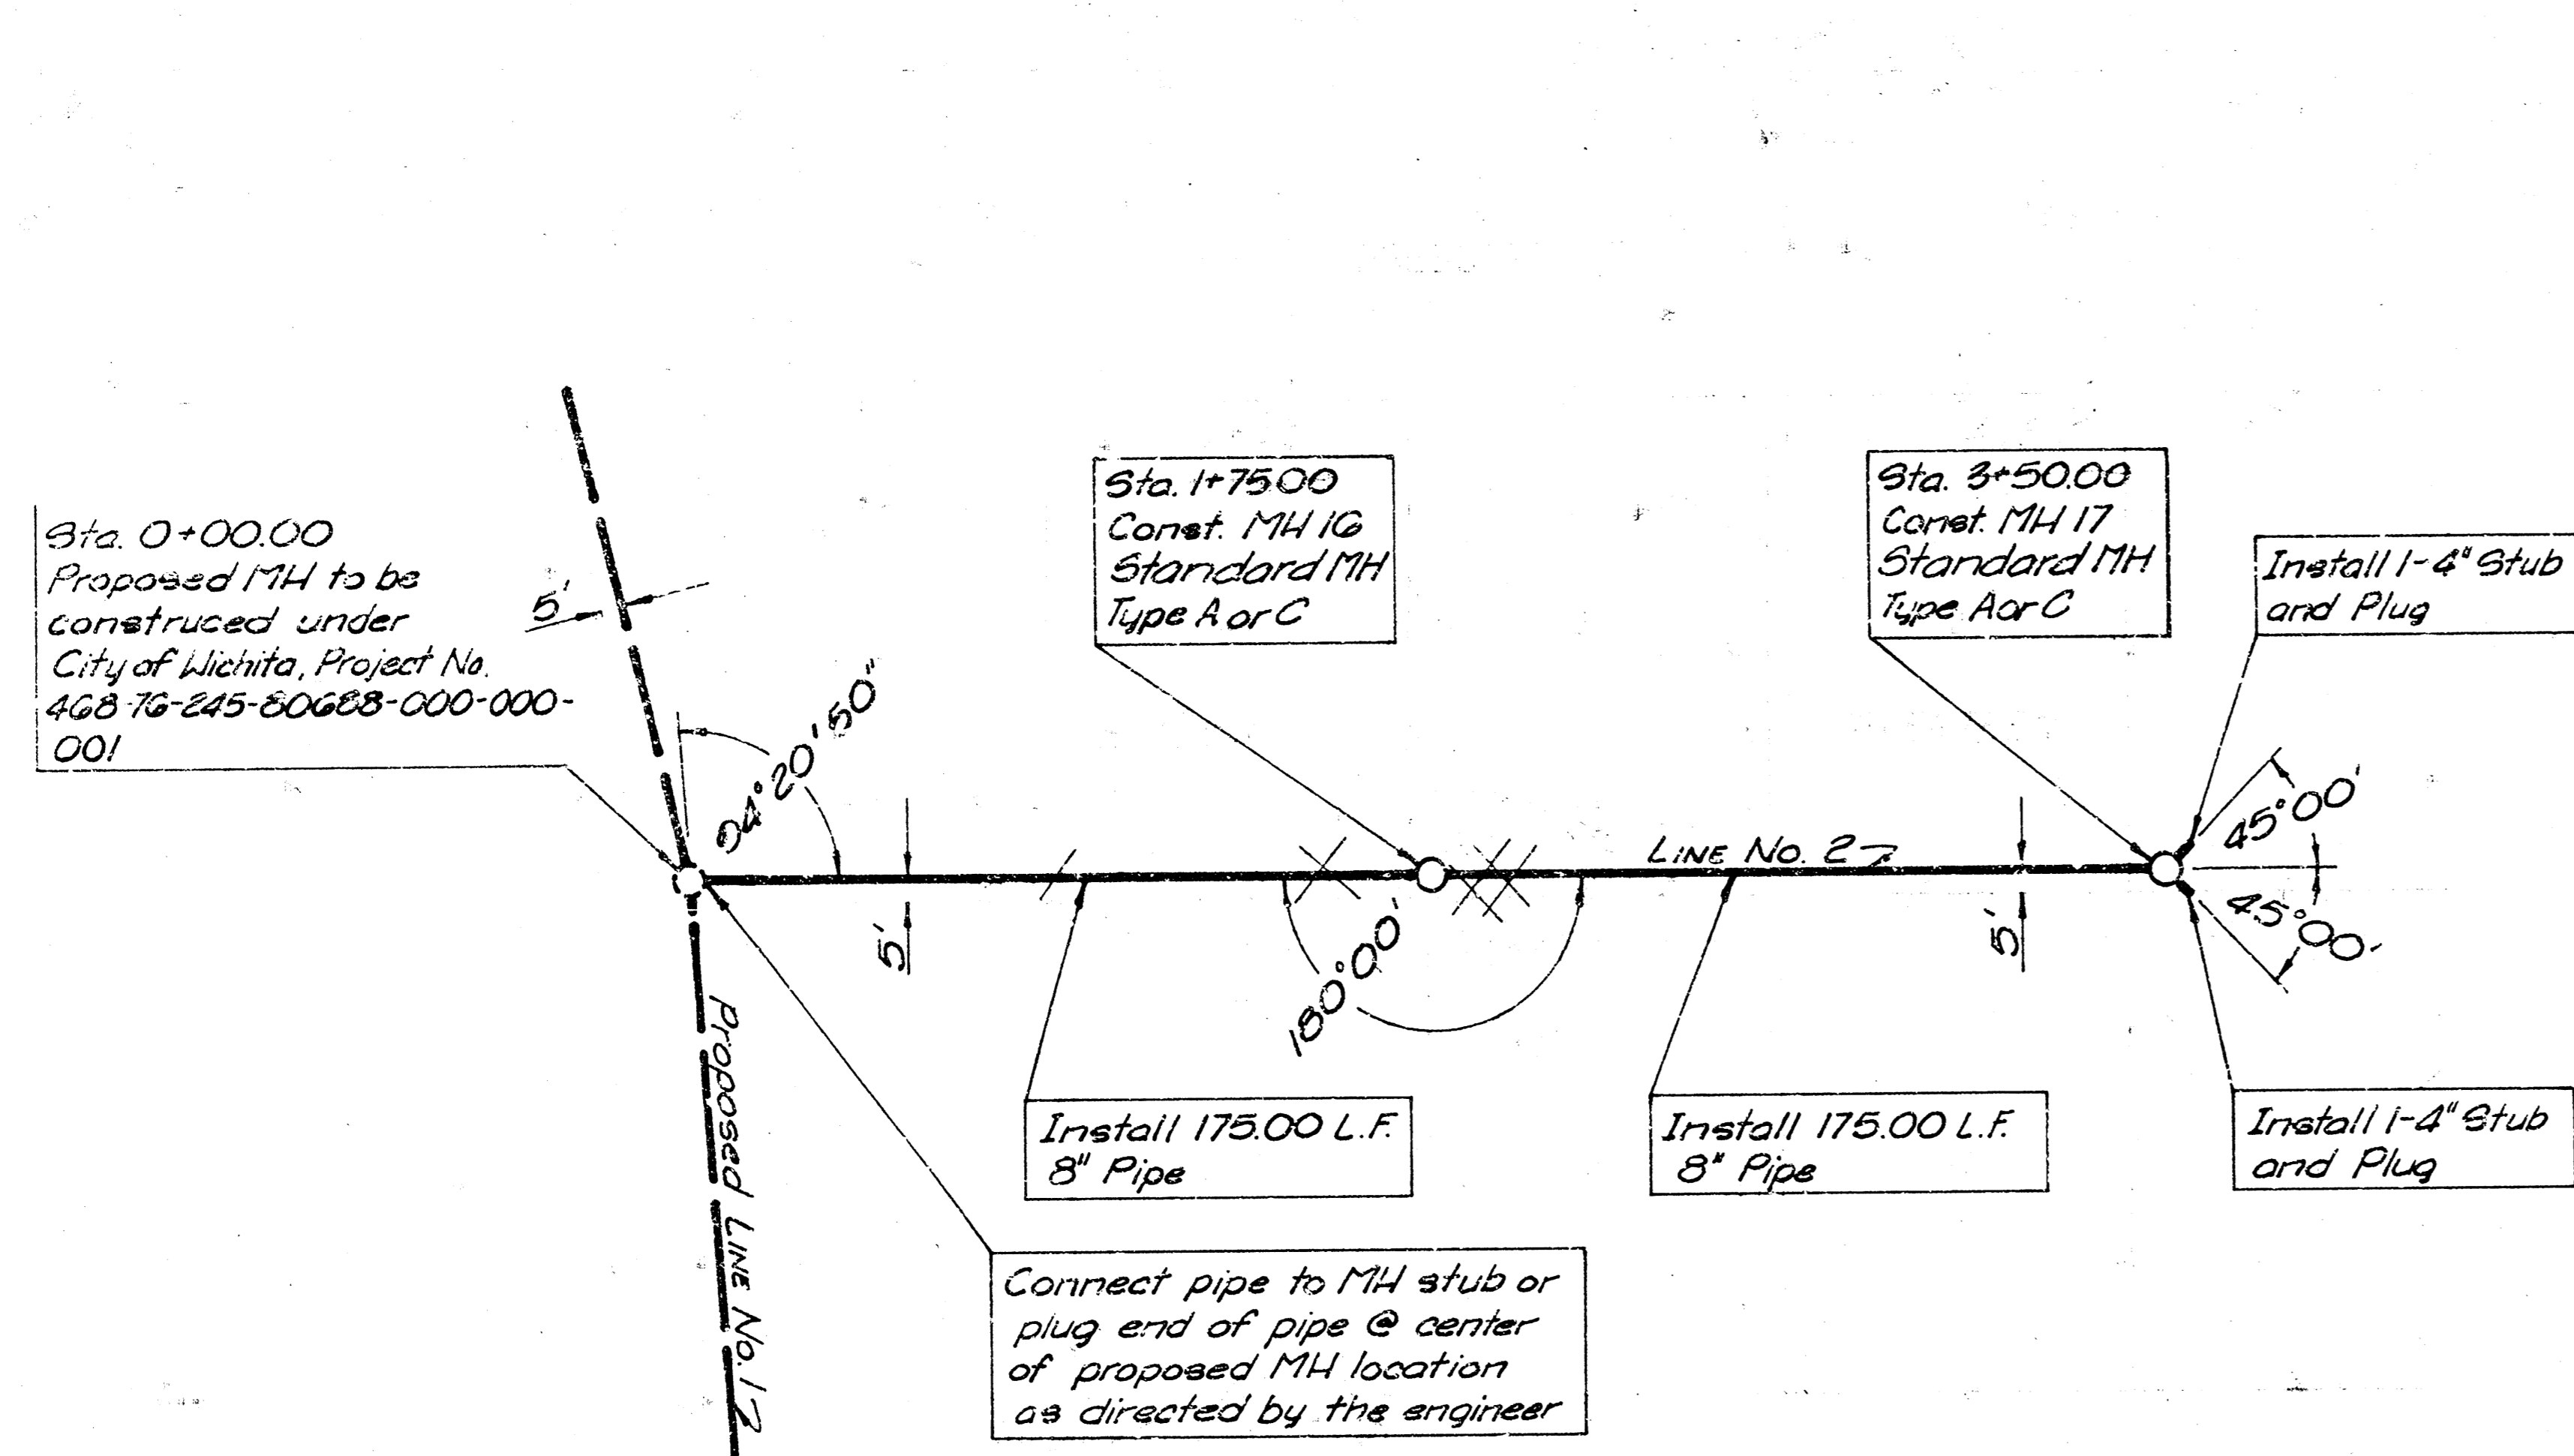 Sta. 0+00.00
Proposed MH to be
construced under
City of Wichita, Project No.
468-76-245-80688-000-000-
001
5'
94°20'50"
Sta. 1+75.00
Const. MH 16
Standard MH
Type A or C
Sta. 3+50.00
Const. MH 17
Standard MH
Type A or C
Install 1-4" Stub
and Plug
LINE No. 2
45°00'
45°00'
5'
180°00'
5'
Install 175.00 L.F.
8" Pipe
Install 175.00 L.F.
8" Pipe
Install 1-4" Stub
and Plug
Proposed LINE No. 1
Connect pipe to MH stub or
plug end of pipe @ center
of proposed MH location
as directed by the engineer